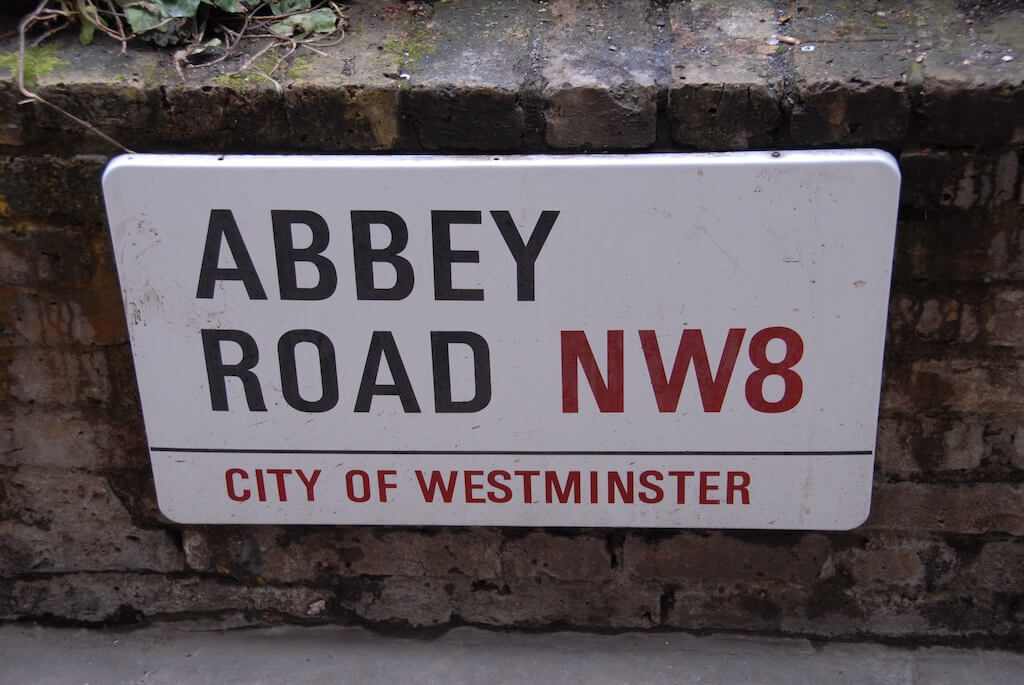 ABBEY
ROAD NW8
CITY OF WESTMINSTER